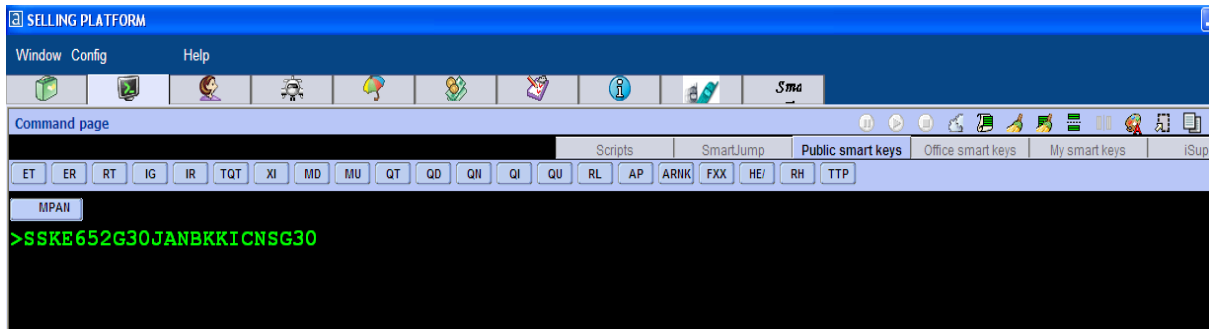 a SELLING PLATFORM
Window Config Help
Sma
Command page
Scripts SmartJump Public smart keys Office smart keys My smart keys iSup
ET ER RT IG IR TQT XI MD MU QT QD QN QI QU RL AP ARNK FXX HE/ RH TTP
MPAN
>SSKE652G30JANBKKICNSG30